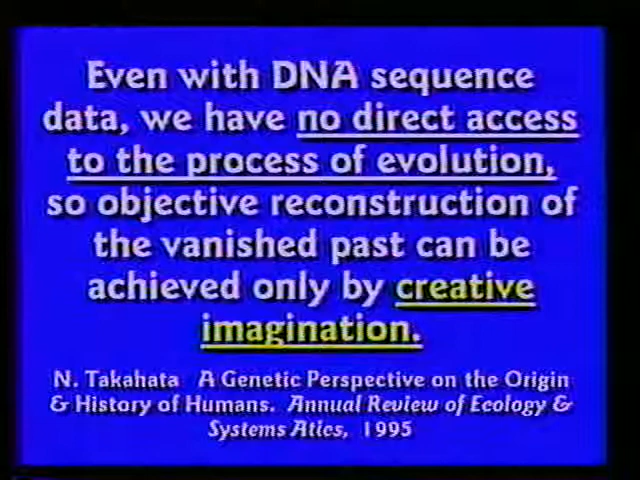 Even with DNA sequence
data, we have no direct access
to the process of evolution,
so objective reconstruction of
the vanished past can be
achieved only by creative
imagination.
N. Takahata A Genetic Perspective on the Origin
& History of Humans. Annual Review of Ecology &
Systems Atics, 1995